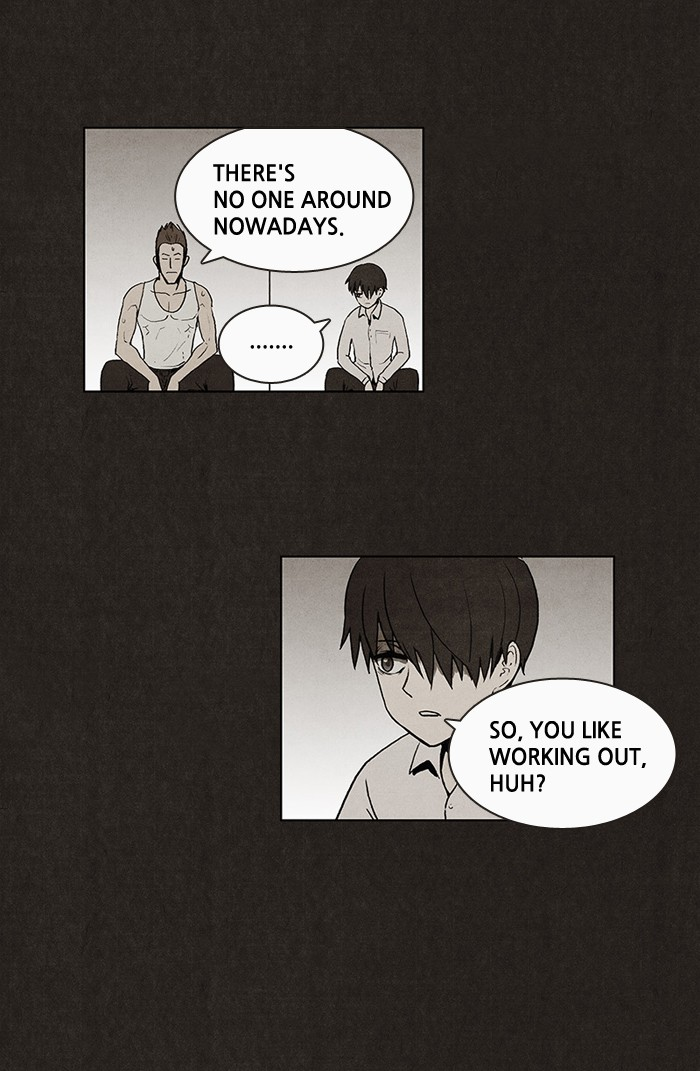 THERE'S
NO ONE AROUND
NOWADAYS.
.......
SO, YOU LIKE
WORKING OUT,
HUH?